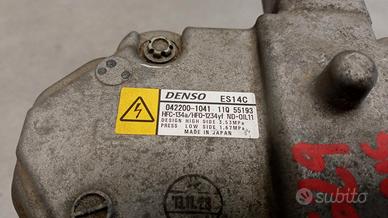 DENSO ES14C
042200-1041 11Q 55193
HFC-134a/HFO-1234yf ND-OIL11
DESIGN HIGH SIDE 3,53MPa
PRESS LOW SIDE 1,67MPa
MADE IN JAPAN
subito